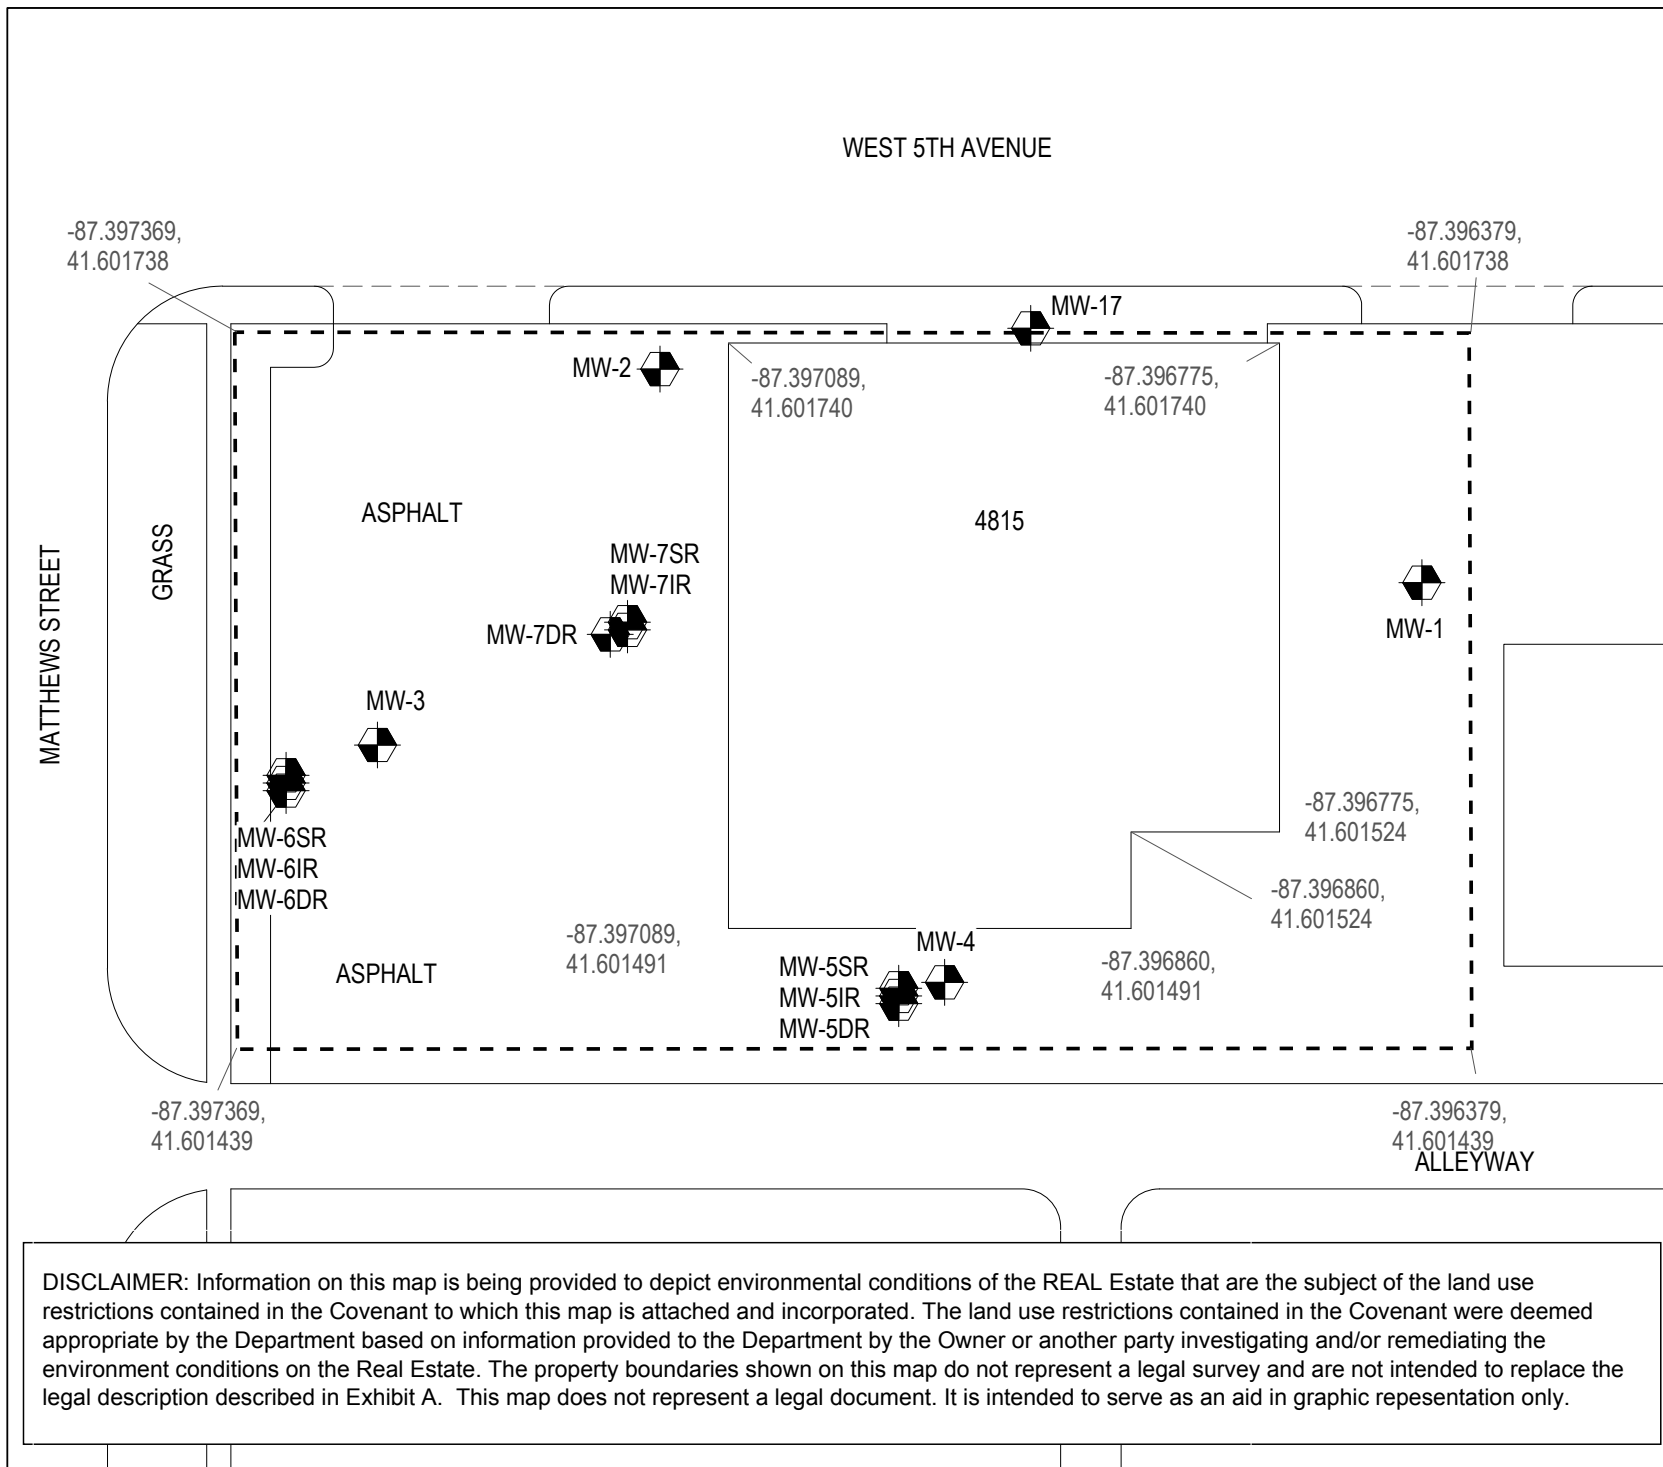 WEST 5TH AVENUE
-87.397369,
41.601738
-87.396379,
41.601738
MW-17
MW-2
-87.397089,
41.601740
-87.396775,
41.601740
ASPHALT
4815
MATTHEWS STREET
GRASS
MW-7SR
MW-7IR
MW-7DR
MW-1
MW-3
-87.396775,
41.601524
MW-6SR
MW-6IR
MW-6DR
-87.396860,
41.601524
-87.397089,
41.601491
MW-4
ASPHALT
MW-5SR
MW-5IR
MW-5DR
-87.396860,
41.601491
-87.397369,
41.601439
-87.396379,
41.601439
ALLEYWAY
DISCLAIMER: Information on this map is being provided to depict environmental conditions of the REAL Estate that are the subject of the land use
restrictions contained in the Covenant to which this map is attached and incorporated. The land use restrictions contained in the Covenant were deemed
appropriate by the Department based on information provided to the Department by the Owner or another party investigating and/or remediating the
environment conditions on the Real Estate. The property boundaries shown on this map do not represent a legal survey and are not intended to replace the
legal description described in Exhibit A. This map does not represent a legal document. It is intended to serve as an aid in graphic repesentation only.